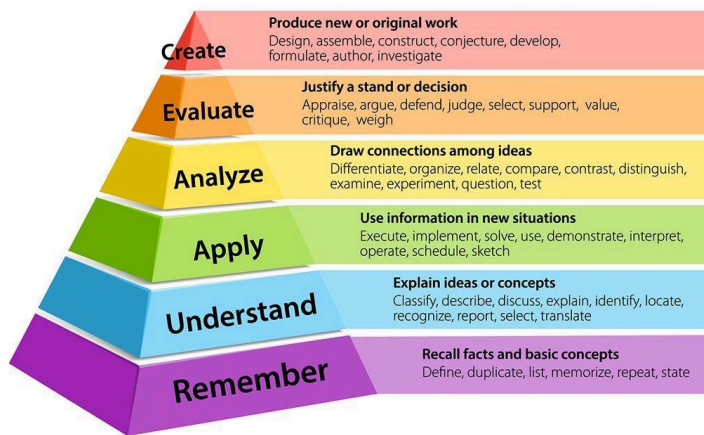 Create
Produce new or original work
Design, assemble, construct, conjecture, develop,
formulate, author, investigate
Evaluate
Justify a stand or decision
Appraise, argue, defend, judge, select, support, value,
critique, weigh
Analyze
Draw connections among ideas
Differentiate, organize, relate, compare, contrast, distinguish,
examine, experiment, question, test
Apply
Use information in new situations
Execute, implement, solve, use, demonstrate, interpret,
operate, schedule, sketch
Understand
Explain ideas or concepts
Classify, describe, discuss, explain, identify, locate,
recognize, report, select, translate
Remember
Recall facts and basic concepts
Define, duplicate, list, memorize, repeat, state